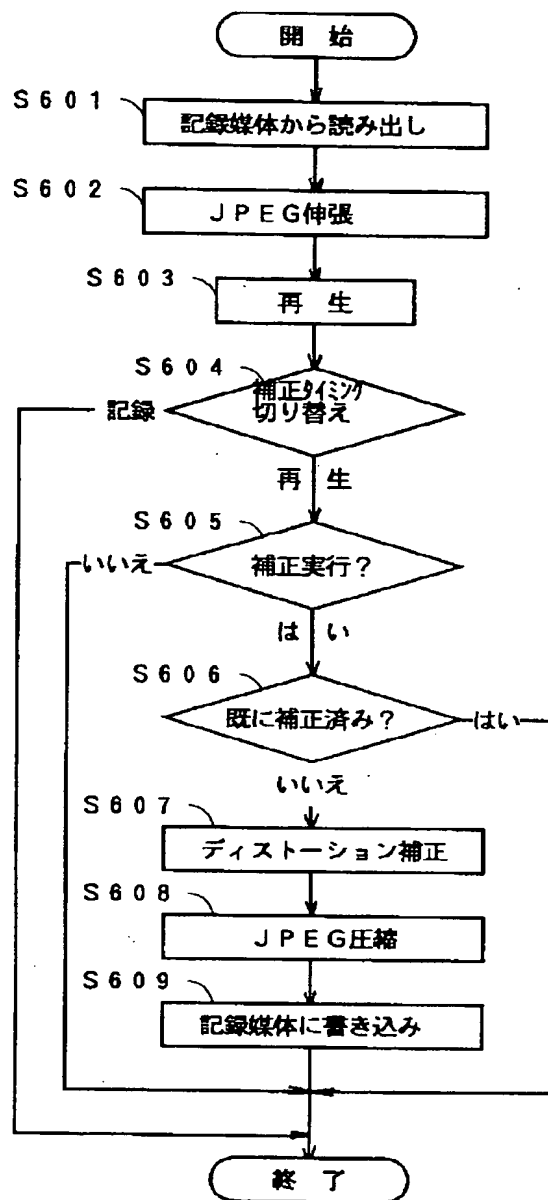 開 始
S601
記録媒体から読み出し
S602
JPEG伸張
S603
再 生
S604
補正タイミング
切り替え
記録
再 生
S605
補正実行？
いいえ
は い
S606
既に補正済み？
はい
いいえ
S607
ディストーション補正
S608
JPEG圧縮
S609
記録媒体に書き込み
終 了